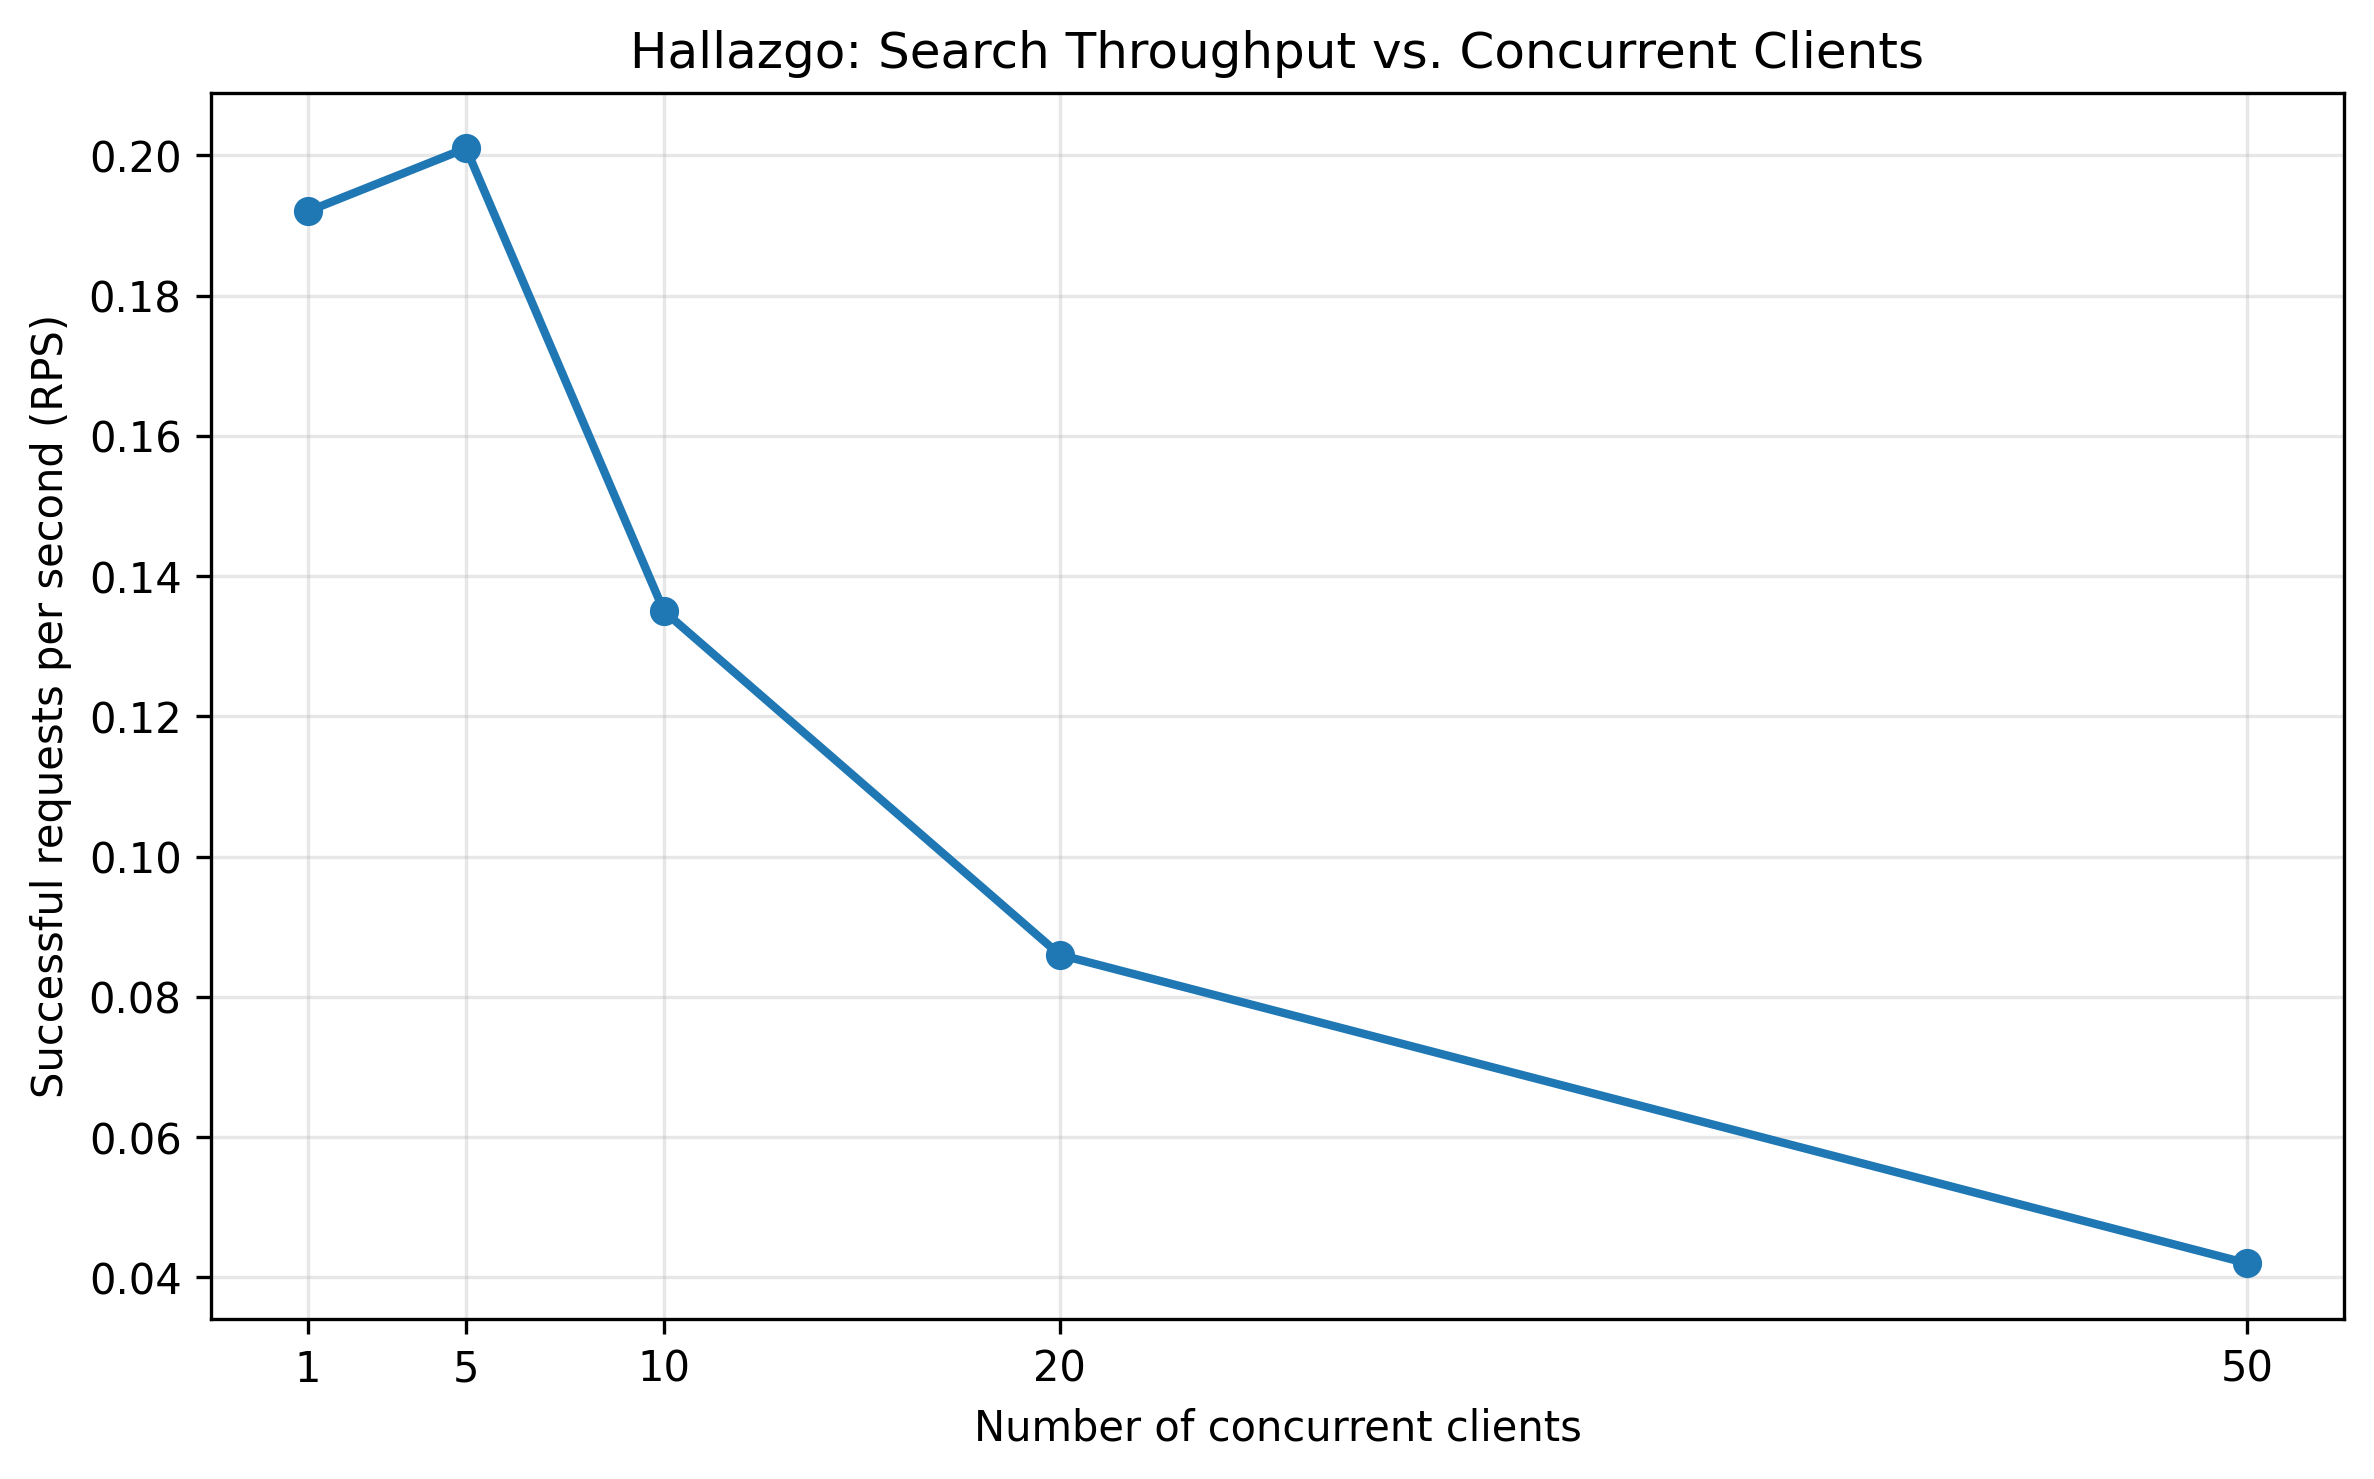 Hallazgo: Search Throughput vs. Concurrent Clients
Successful requests per second (RPS)
0.20
0.18
0.16
0.14
0.12
0.10
0.08
0.06
0.04
1 5 10 20 50
Number of concurrent clients